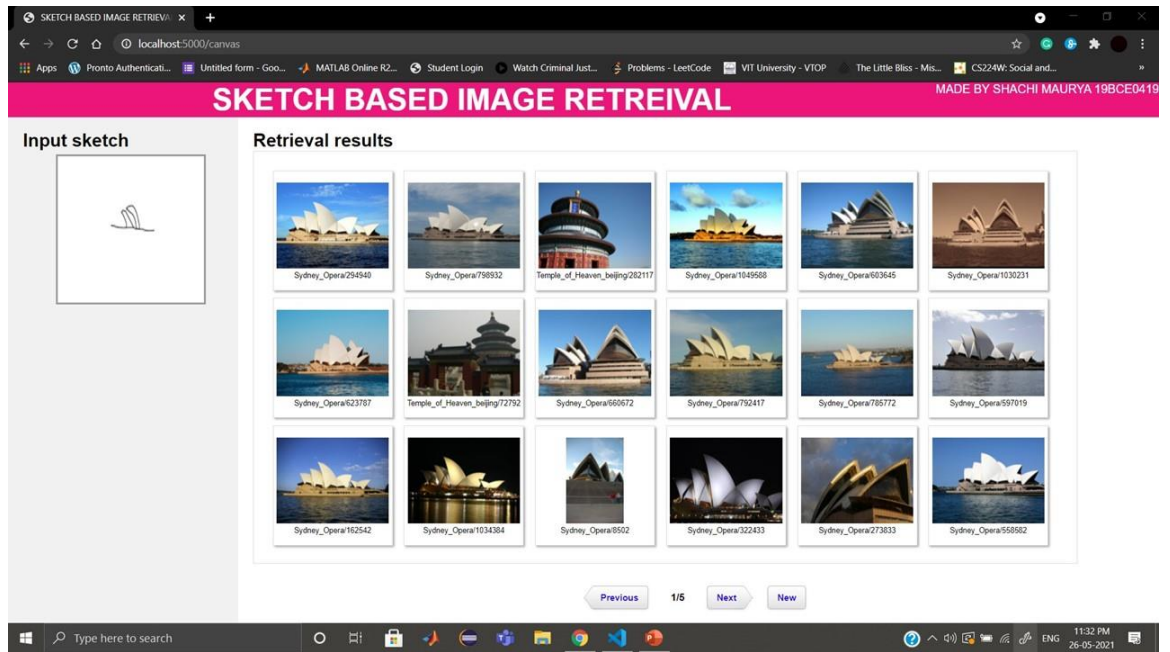 SKETCH BASED IMAGE RETRIEVA
localhost:5000/canvas
Apps Pronto Authenticati... Untitled form - Goo... MATLAB Online R2... Student Login Watch Criminal Just... Problems - LeetCode VIT University - VTOP The Little Bliss - Mis... CS224W: Social and... »
SKETCH BASED IMAGE RETREIVAL
MADE BY SHACHI MAURYA 19BCE0419
Input sketch
Retrieval results
Sydney_Opera/294940 Sydney_Opera/798932 Temple_of_Heaven_beijing/282117 Sydney_Opera/1049588 Sydney_Opera/603645 Sydney_Opera/1030231
Sydney_Opera/623787 Temple_of_Heaven_beijing/72792 Sydney_Opera/660672 Sydney_Opera/792417 Sydney_Opera/785772 Sydney_Opera/597019
Sydney_Opera/162542 Sydney_Opera/1034384 Sydney_Opera/8502 Sydney_Opera/322433 Sydney_Opera/273833 Sydney_Opera/558582
Previous 1/5 Next New
Type here to search
ENG
11:32 PM
26-05-2021